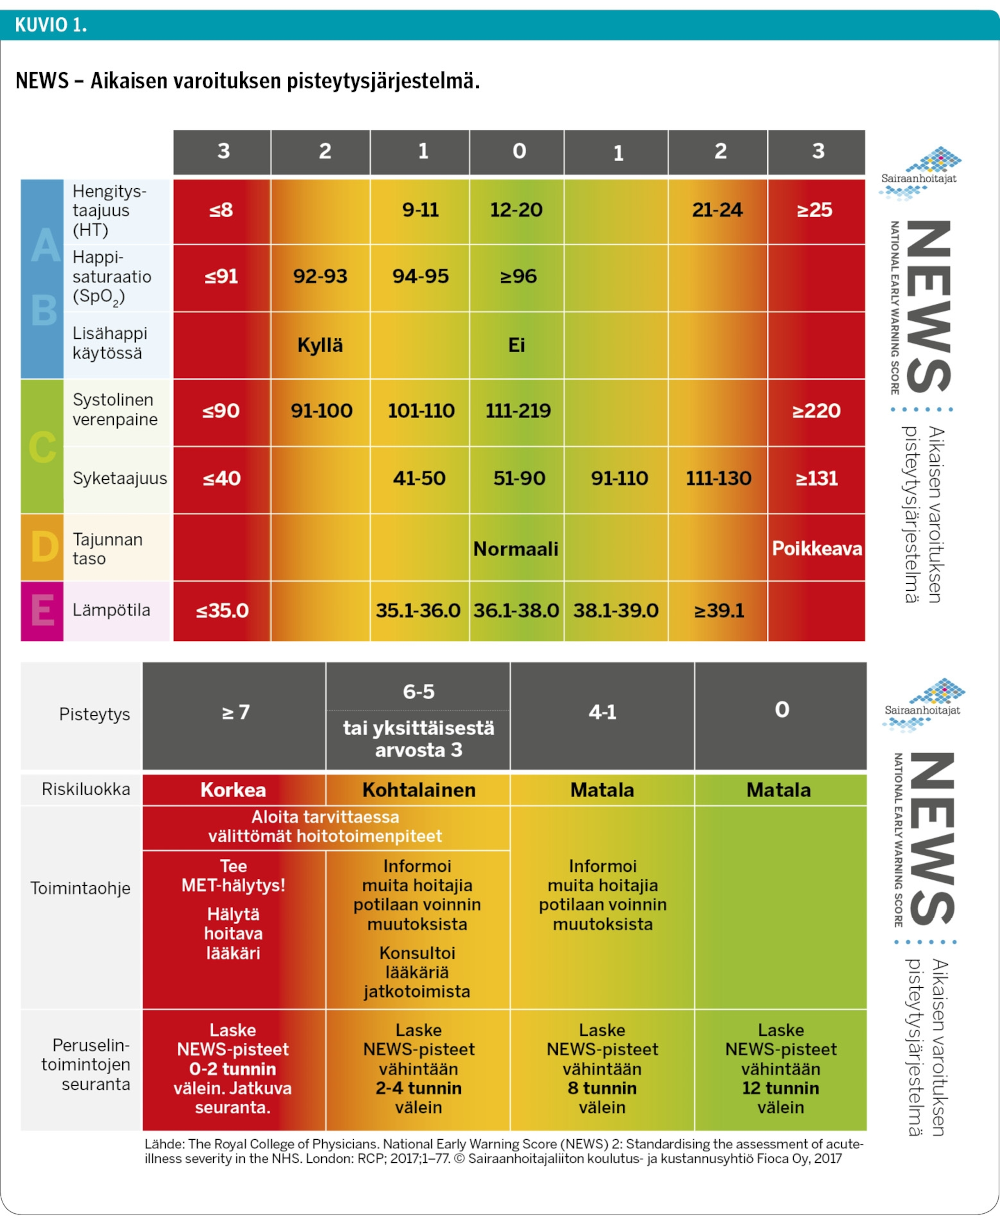 KUVIO 1.
NEWS – Aikaisen varoituksen pisteytysjärjestelmä.
3 2 1 0 1 2 3
A
B
Hengitys-
taajuus
(HT)
≤8 9-11 12-20 21-24 ≥25
Happi-
saturaatio
(SpO₂)
≤91 92-93 94-95 ≥96
Lisähappi
käytössä
Kyllä Ei
C
Systolinen
verenpaine
≤90 91-100 101-110 111-219 ≥220
Syketaajuus
≤40 41-50 51-90 91-110 111-130 ≥131
D
Tajunnan
taso
Normaali Poikkeava
E
Lämpötila
≤35.0 35.1-36.0 36.1-38.0 38.1-39.0 ≥39.1
Sairaanhoitajat
NEWS
NATIONAL EARLY WARNING SCORE
Aikaisen varoituksen
pisteytysjärjestelmä
Pisteytys
≥ 7
6-5
tai yksittäisestä
arvosta 3
4-1
0
Riskiluokka
Korkea Kohtalainen Matala Matala
Toimintaohje
Aloita tarvittaessa
välittömät hoitotoimenpiteet
Tee
MET-hälytys!
Hälytä
hoitava
lääkäri
Informoi
muita hoitajia
potilaan voinnin
muutoksista
Konsultoi
lääkäriä
jatkotoimista
Informoi
muita hoitajia
potilaan voinnin
muutoksista
Peruselin-
toimintojen
seuranta
Laske
NEWS-pisteet
0-2 tunnin
välein. Jatkuva
seuranta.
Laske
NEWS-pisteet
vähintään
2-4 tunnin
välein
Laske
NEWS-pisteet
vähintään
8 tunnin
välein
Laske
NEWS-pisteet
vähintään
12 tunnin
välein
Sairaanhoitajat
NEWS
NATIONAL EARLY WARNING SCORE
Aikaisen varoituksen
pisteytysjärjestelmä
Lähde: The Royal College of Physicians. National Early Warning Score (NEWS) 2: Standardising the assessment of acute-
illness severity in the NHS. London: RCP; 2017;1–77. © Sairaanhoitajaliiton koulutus- ja kustannusyhtiö Fioca Oy, 2017